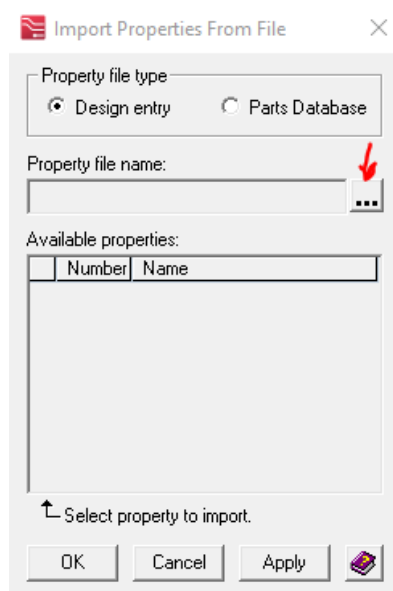 Import Properties From File
Property file type
Design entry Parts Database
Property file name:
...
Available properties:
Number Name
Select property to import.
OK Cancel Apply